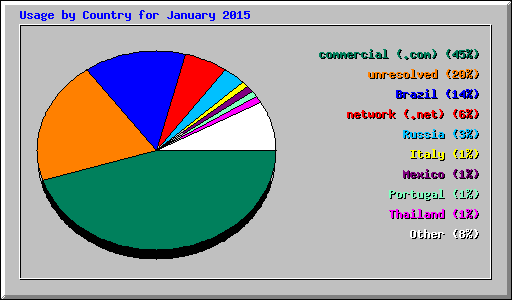 Usage by Country for January 2015
commercial (.com) (45%)
unresolved (20%)
Brazil (14%)
network (.net) (6%)
Russia (3%)
Italy (1%)
Mexico (1%)
Portugal (1%)
Thailand (1%)
Other (8%)